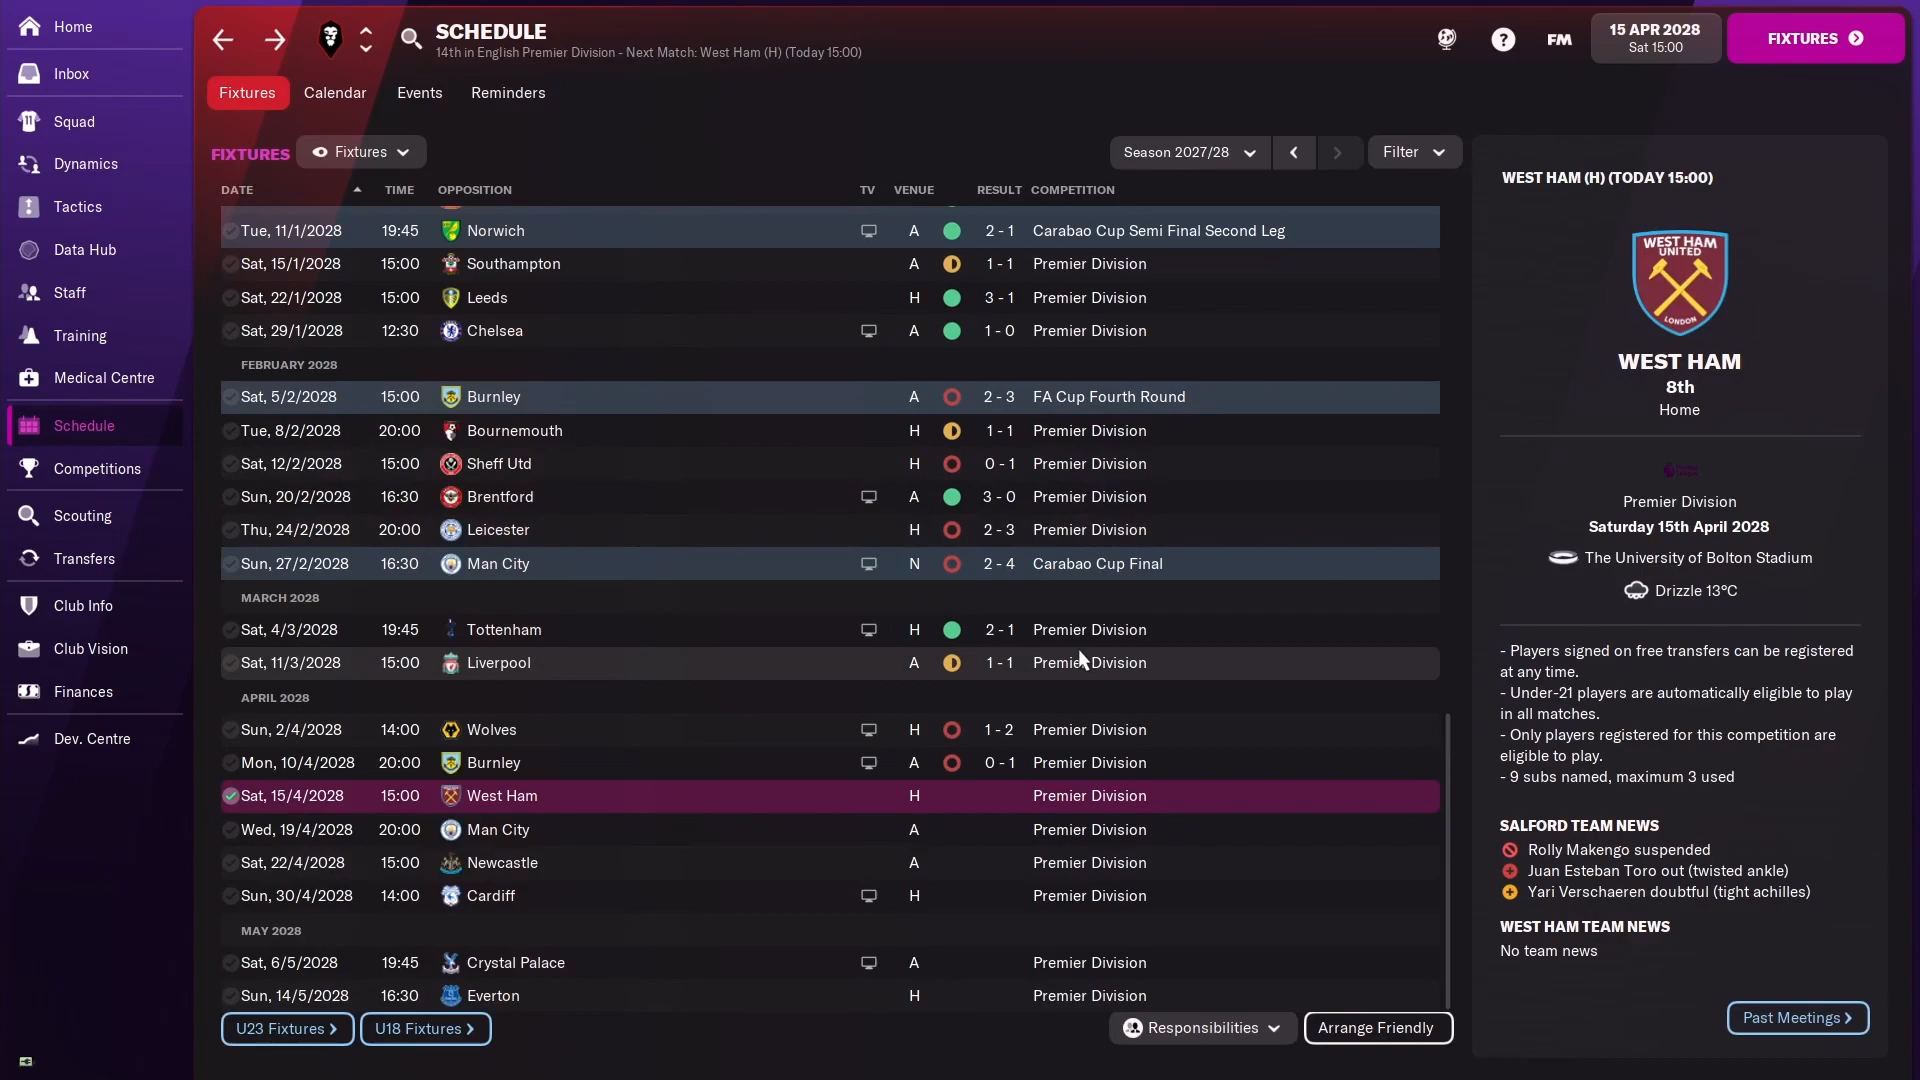 Home
Inbox
Squad
Dynamics
Tactics
Data Hub
Staff
Training
Medical Centre
Schedule
Competitions
Scouting
Transfers
Club Info
Club Vision
Finances
Dev. Centre
SCHEDULE
14th in English Premier Division - Next Match: West Ham (H) (Today 15:00)
FM
15 APR 2028
Sat 15:00
FIXTURES
Fixtures Calendar Events Reminders
FIXTURES Fixtures Season 2027/28 Filter
DATE TIME OPPOSITION TV VENUE RESULT COMPETITION
Tue, 11/1/2028 19:45 Norwich A 2 - 1 Carabao Cup Semi Final Second Leg
Sat, 15/1/2028 15:00 Southampton A 1 - 1 Premier Division
Sat, 22/1/2028 15:00 Leeds H 3 - 1 Premier Division
Sat, 29/1/2028 12:30 Chelsea A 1 - 0 Premier Division
FEBRUARY 2028
Sat, 5/2/2028 15:00 Burnley A 2 - 3 FA Cup Fourth Round
Tue, 8/2/2028 20:00 Bournemouth H 1 - 1 Premier Division
Sat, 12/2/2028 15:00 Sheff Utd H 0 - 1 Premier Division
Sun, 20/2/2028 16:30 Brentford A 3 - 0 Premier Division
Thu, 24/2/2028 20:00 Leicester H 2 - 3 Premier Division
Sun, 27/2/2028 16:30 Man City N 2 - 4 Carabao Cup Final
MARCH 2028
Sat, 4/3/2028 19:45 Tottenham H 2 - 1 Premier Division
Sat, 11/3/2028 15:00 Liverpool A 1 - 1 Premier Division
APRIL 2028
Sun, 2/4/2028 14:00 Wolves H 1 - 2 Premier Division
Mon, 10/4/2028 20:00 Burnley A 0 - 1 Premier Division
Sat, 15/4/2028 15:00 West Ham H Premier Division
Wed, 19/4/2028 20:00 Man City A Premier Division
Sat, 22/4/2028 15:00 Newcastle A Premier Division
Sun, 30/4/2028 14:00 Cardiff H Premier Division
MAY 2028
Sat, 6/5/2028 19:45 Crystal Palace A Premier Division
Sun, 14/5/2028 16:30 Everton H Premier Division
U23 Fixtures U18 Fixtures Responsibilities Arrange Friendly
WEST HAM (H) (TODAY 15:00)
WEST HAM
UNITED
LONDON
WEST HAM
8th
Home
Premier Division
Saturday 15th April 2028
The University of Bolton Stadium
Drizzle 13°C
- Players signed on free transfers can be registered
at any time.
- Under-21 players are automatically eligible to play
in all matches.
- Only players registered for this competition are
eligible to play.
- 9 subs named, maximum 3 used
SALFORD TEAM NEWS
Rolly Makengo suspended
Juan Esteban Toro out (twisted ankle)
Yari Verschaeren doubtful (tight achilles)
WEST HAM TEAM NEWS
No team news
Past Meetings